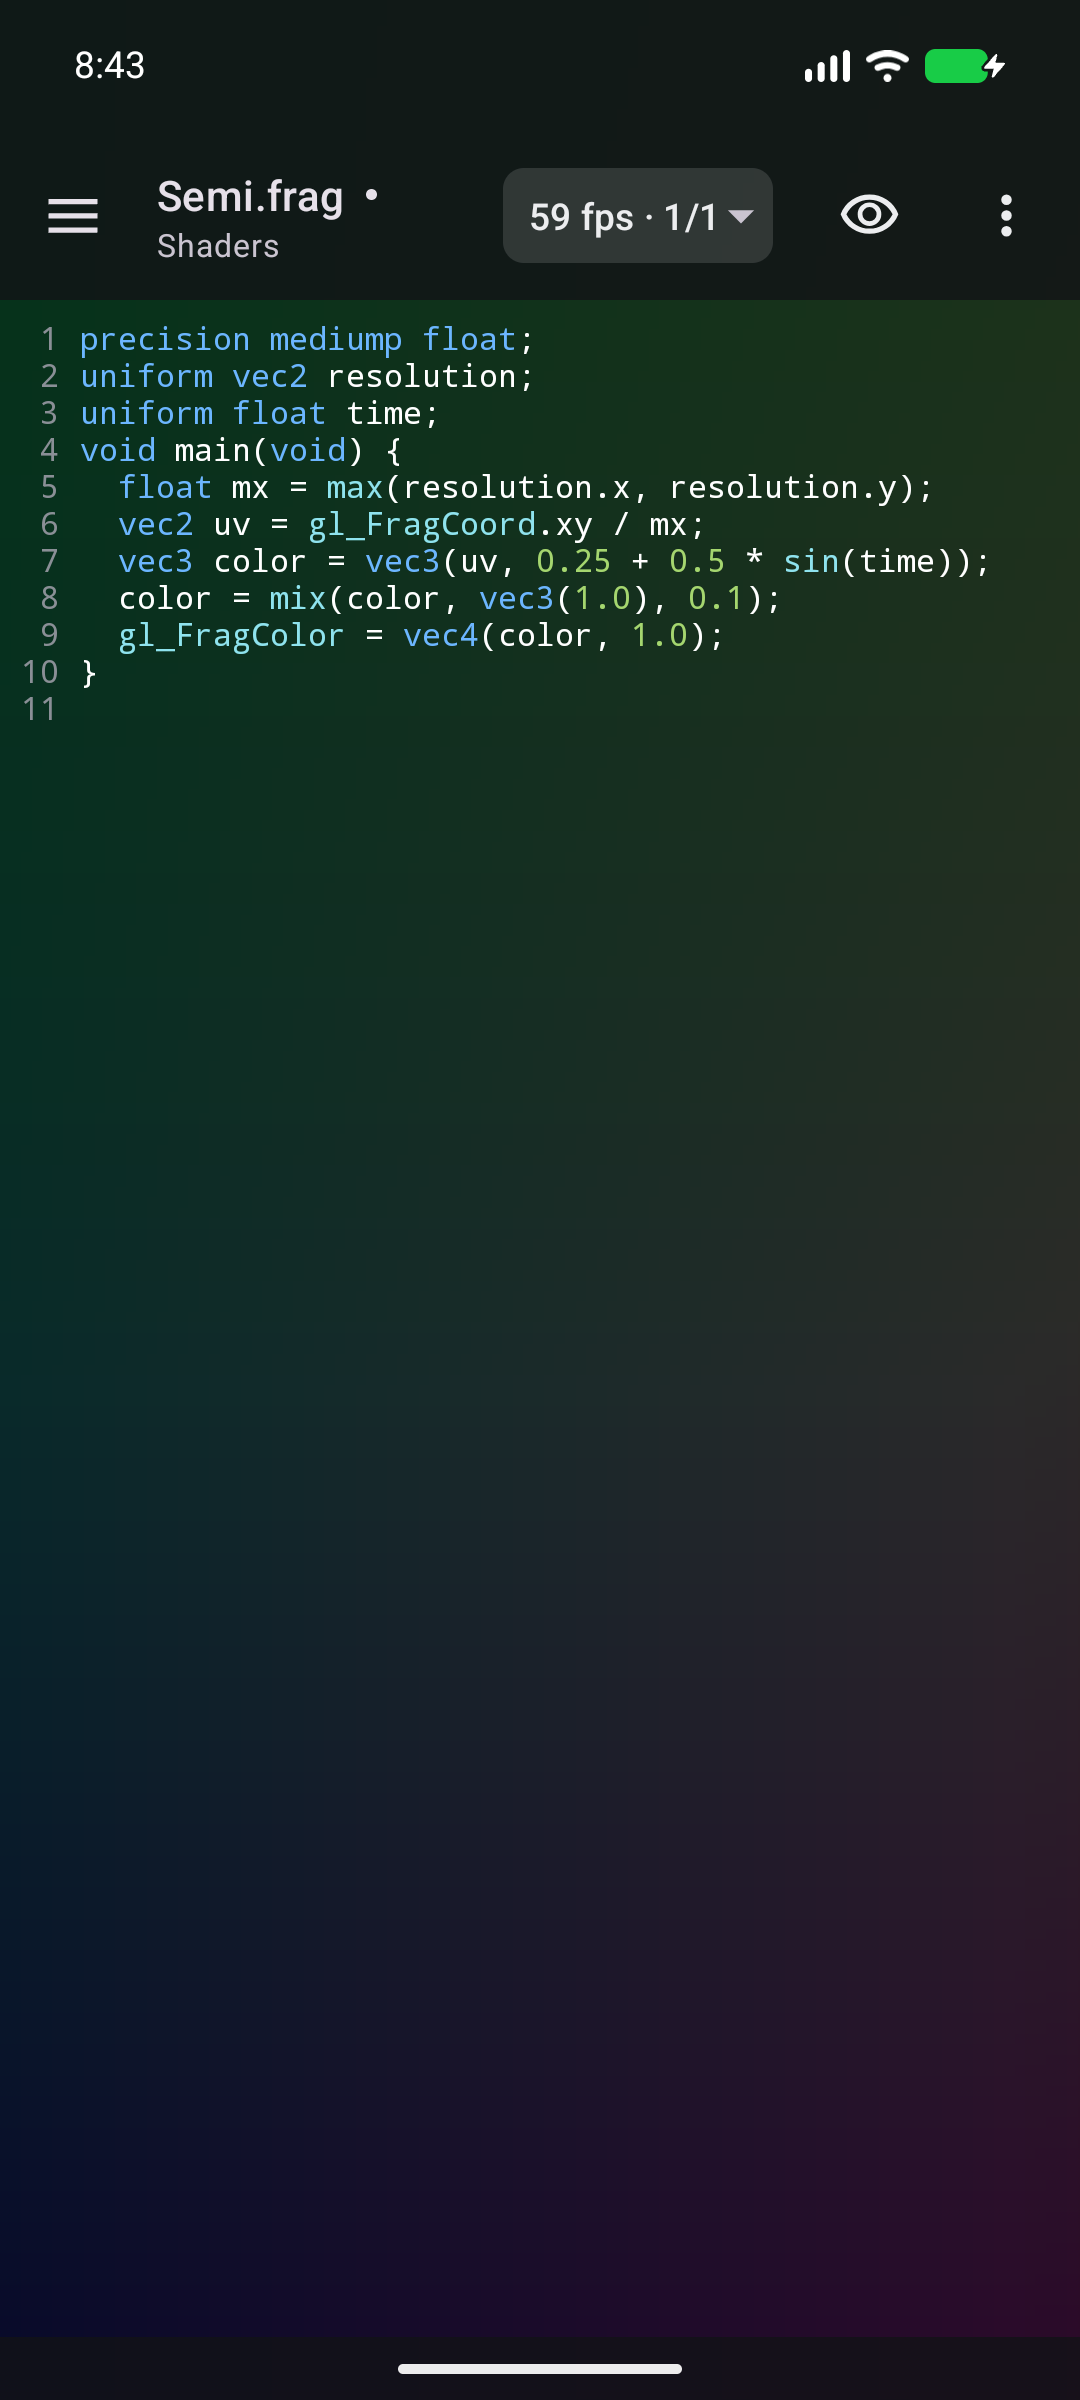 8:43
Semi.frag •
Shaders
59 fps · 1/1
1 precision mediump float;
2 uniform vec2 resolution;
3 uniform float time;
4 void main(void) {
5   float mx = max(resolution.x, resolution.y);
6   vec2 uv = gl_FragCoord.xy / mx;
7   vec3 color = vec3(uv, 0.25 + 0.5 * sin(time));
8   color = mix(color, vec3(1.0), 0.1);
9   gl_FragColor = vec4(color, 1.0);
10 }
11